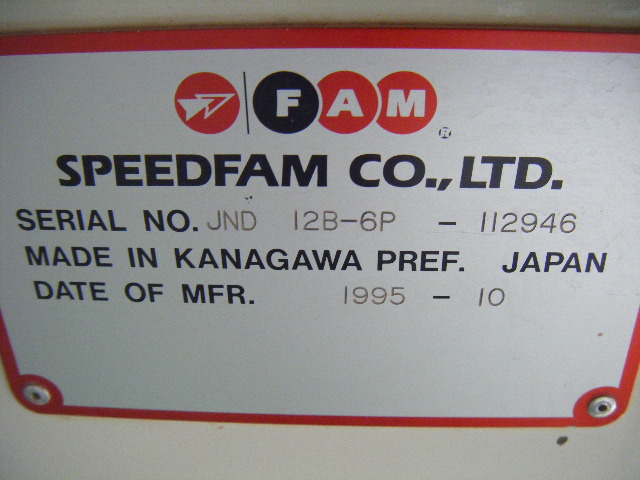 FAM ®
SPEEDFAM CO., LTD.
SERIAL NO. JND 12B-6P - 112946
MADE IN KANAGAWA PREF. JAPAN
DATE OF MFR. 1995 - 10